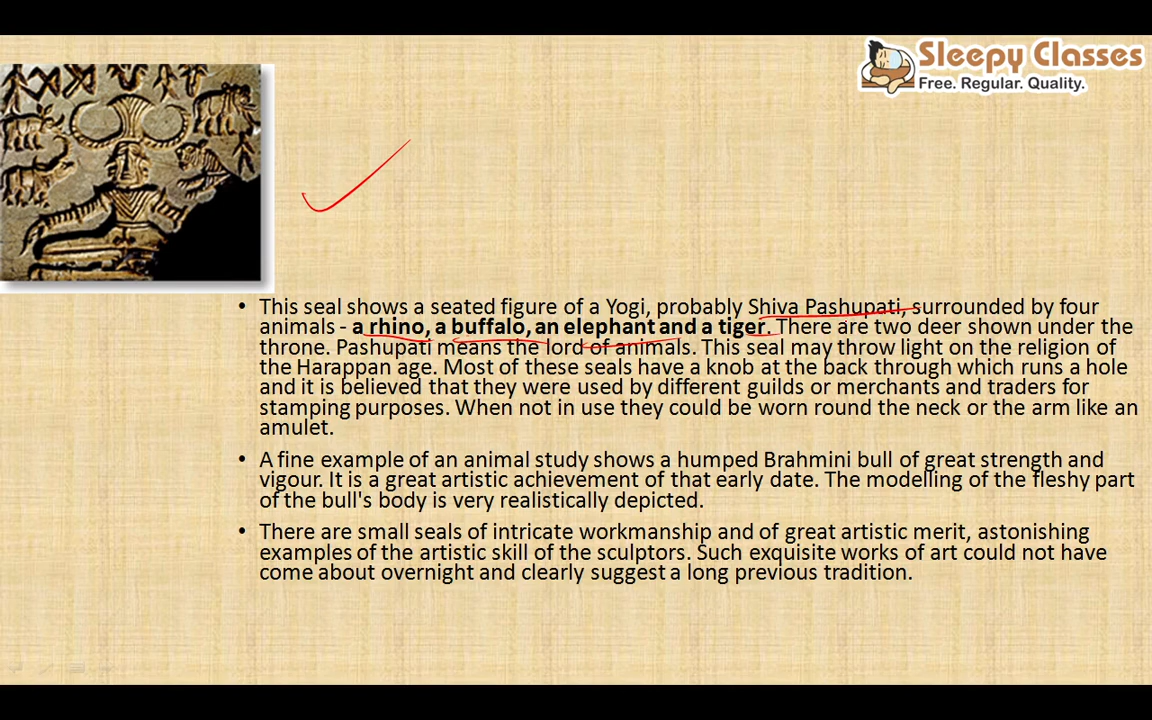 Sleepy Classes
Free. Regular. Quality.
• This seal shows a seated figure of a Yogi, probably Shiva Pashupati, surrounded by four
animals - a rhino, a buffalo, an elephant and a tiger. There are two deer shown under the
throne. Pashupati means the lord of animals. This seal may throw light on the religion of
the Harappan age. Most of these seals have a knob at the back through which runs a hole
and it is believed that they were used by different guilds or merchants and traders for
stamping purposes. When not in use they could be worn round the neck or the arm like an
amulet.
• A fine example of an animal study shows a humped Brahmini bull of great strength and
vigour. It is a great artistic achievement of that early date. The modelling of the fleshy part
of the bull's body is very realistically depicted.
• There are small seals of intricate workmanship and of great artistic merit, astonishing
examples of the artistic skill of the sculptors. Such exquisite works of art could not have
come about overnight and clearly suggest a long previous tradition.